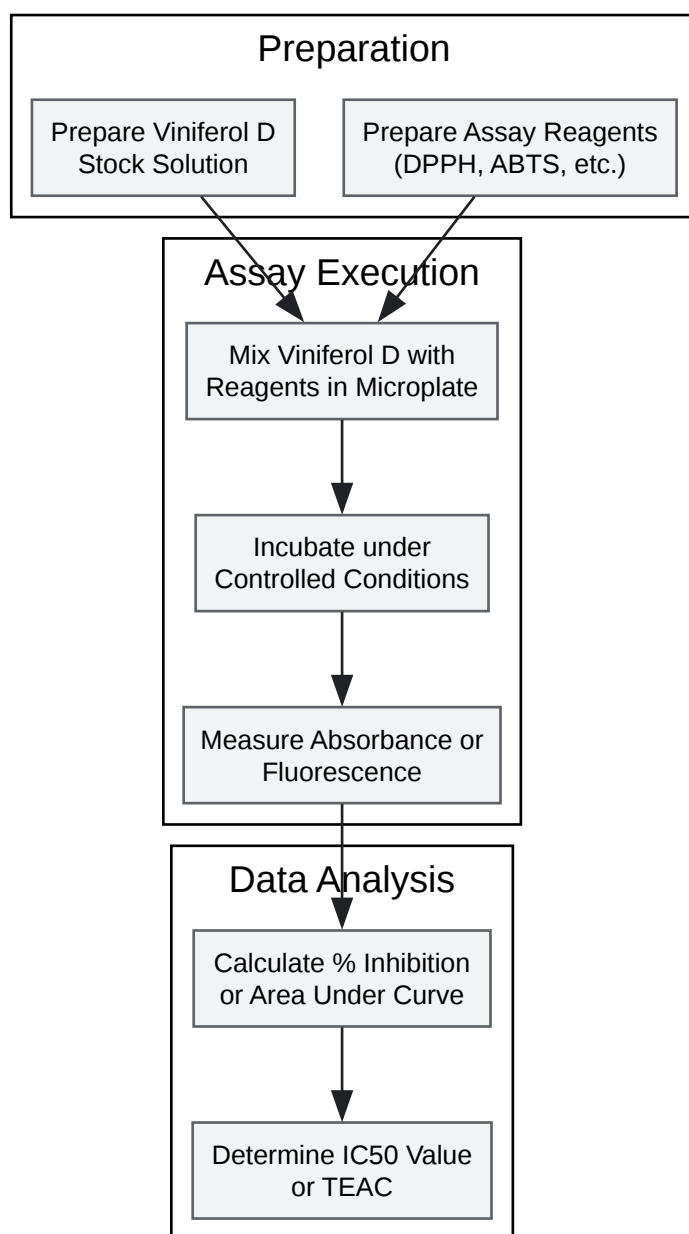 Preparation
Prepare Viniferol D
Stock Solution
Prepare Assay Reagents
(DPPH, ABTS, etc.)
Assay Execution
Mix Viniferol D with
Reagents in Microplate
Incubate under
Controlled Conditions
Measure Absorbance or
Fluorescence
Data Analysis
Calculate % Inhibition
or Area Under Curve
Determine IC50 Value
or TEAC